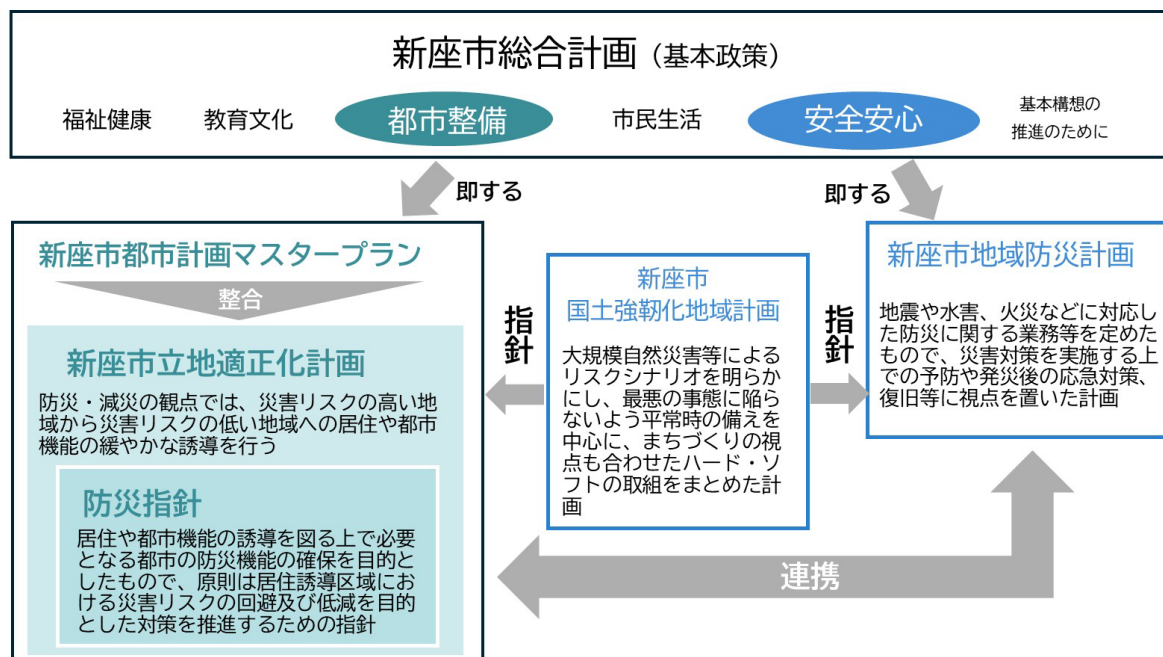 新座市総合計画（基本政策）
福祉健康
教育文化
都市整備
市民生活
安全安心
基本構想の
推進のために
即する
即する
新座市都市計画マスタープラン
整合
新座市立地適正化計画
防災・減災の観点では、災害リスクの高い地
域から災害リスクの低い地域への居住や都市
機能の緩やかな誘導を行う
防災指針
居住や都市機能の誘導を図る上で必要
となる都市の防災機能の確保を目的と
したもので、原則は居住誘導区域にお
ける災害リスクの回避及び低減を目的
とした対策を推進するための指針
指針
新座市
国土強靭化地域計画
大規模自然災害等による
リスクシナリオを明らか
にし、最悪の事態に陥ら
ないよう平常時の備えを
中心に、まちづくりの視
点も合わせたハード・ソ
フトの取組をまとめた計
画
指針
新座市地域防災計画
地震や水害、火災などに対応し
た防災に関する業務等を定めた
もので、災害対策を実施する上
での予防や発災後の応急対策、
復旧等に視点を置いた計画
連携